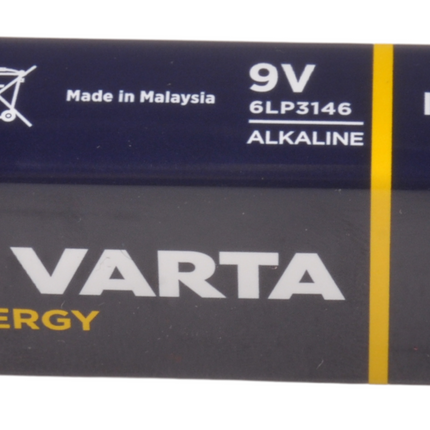 Made in Malaysia
9V
6LP3146
ALKALINE
VARTA
ERGY